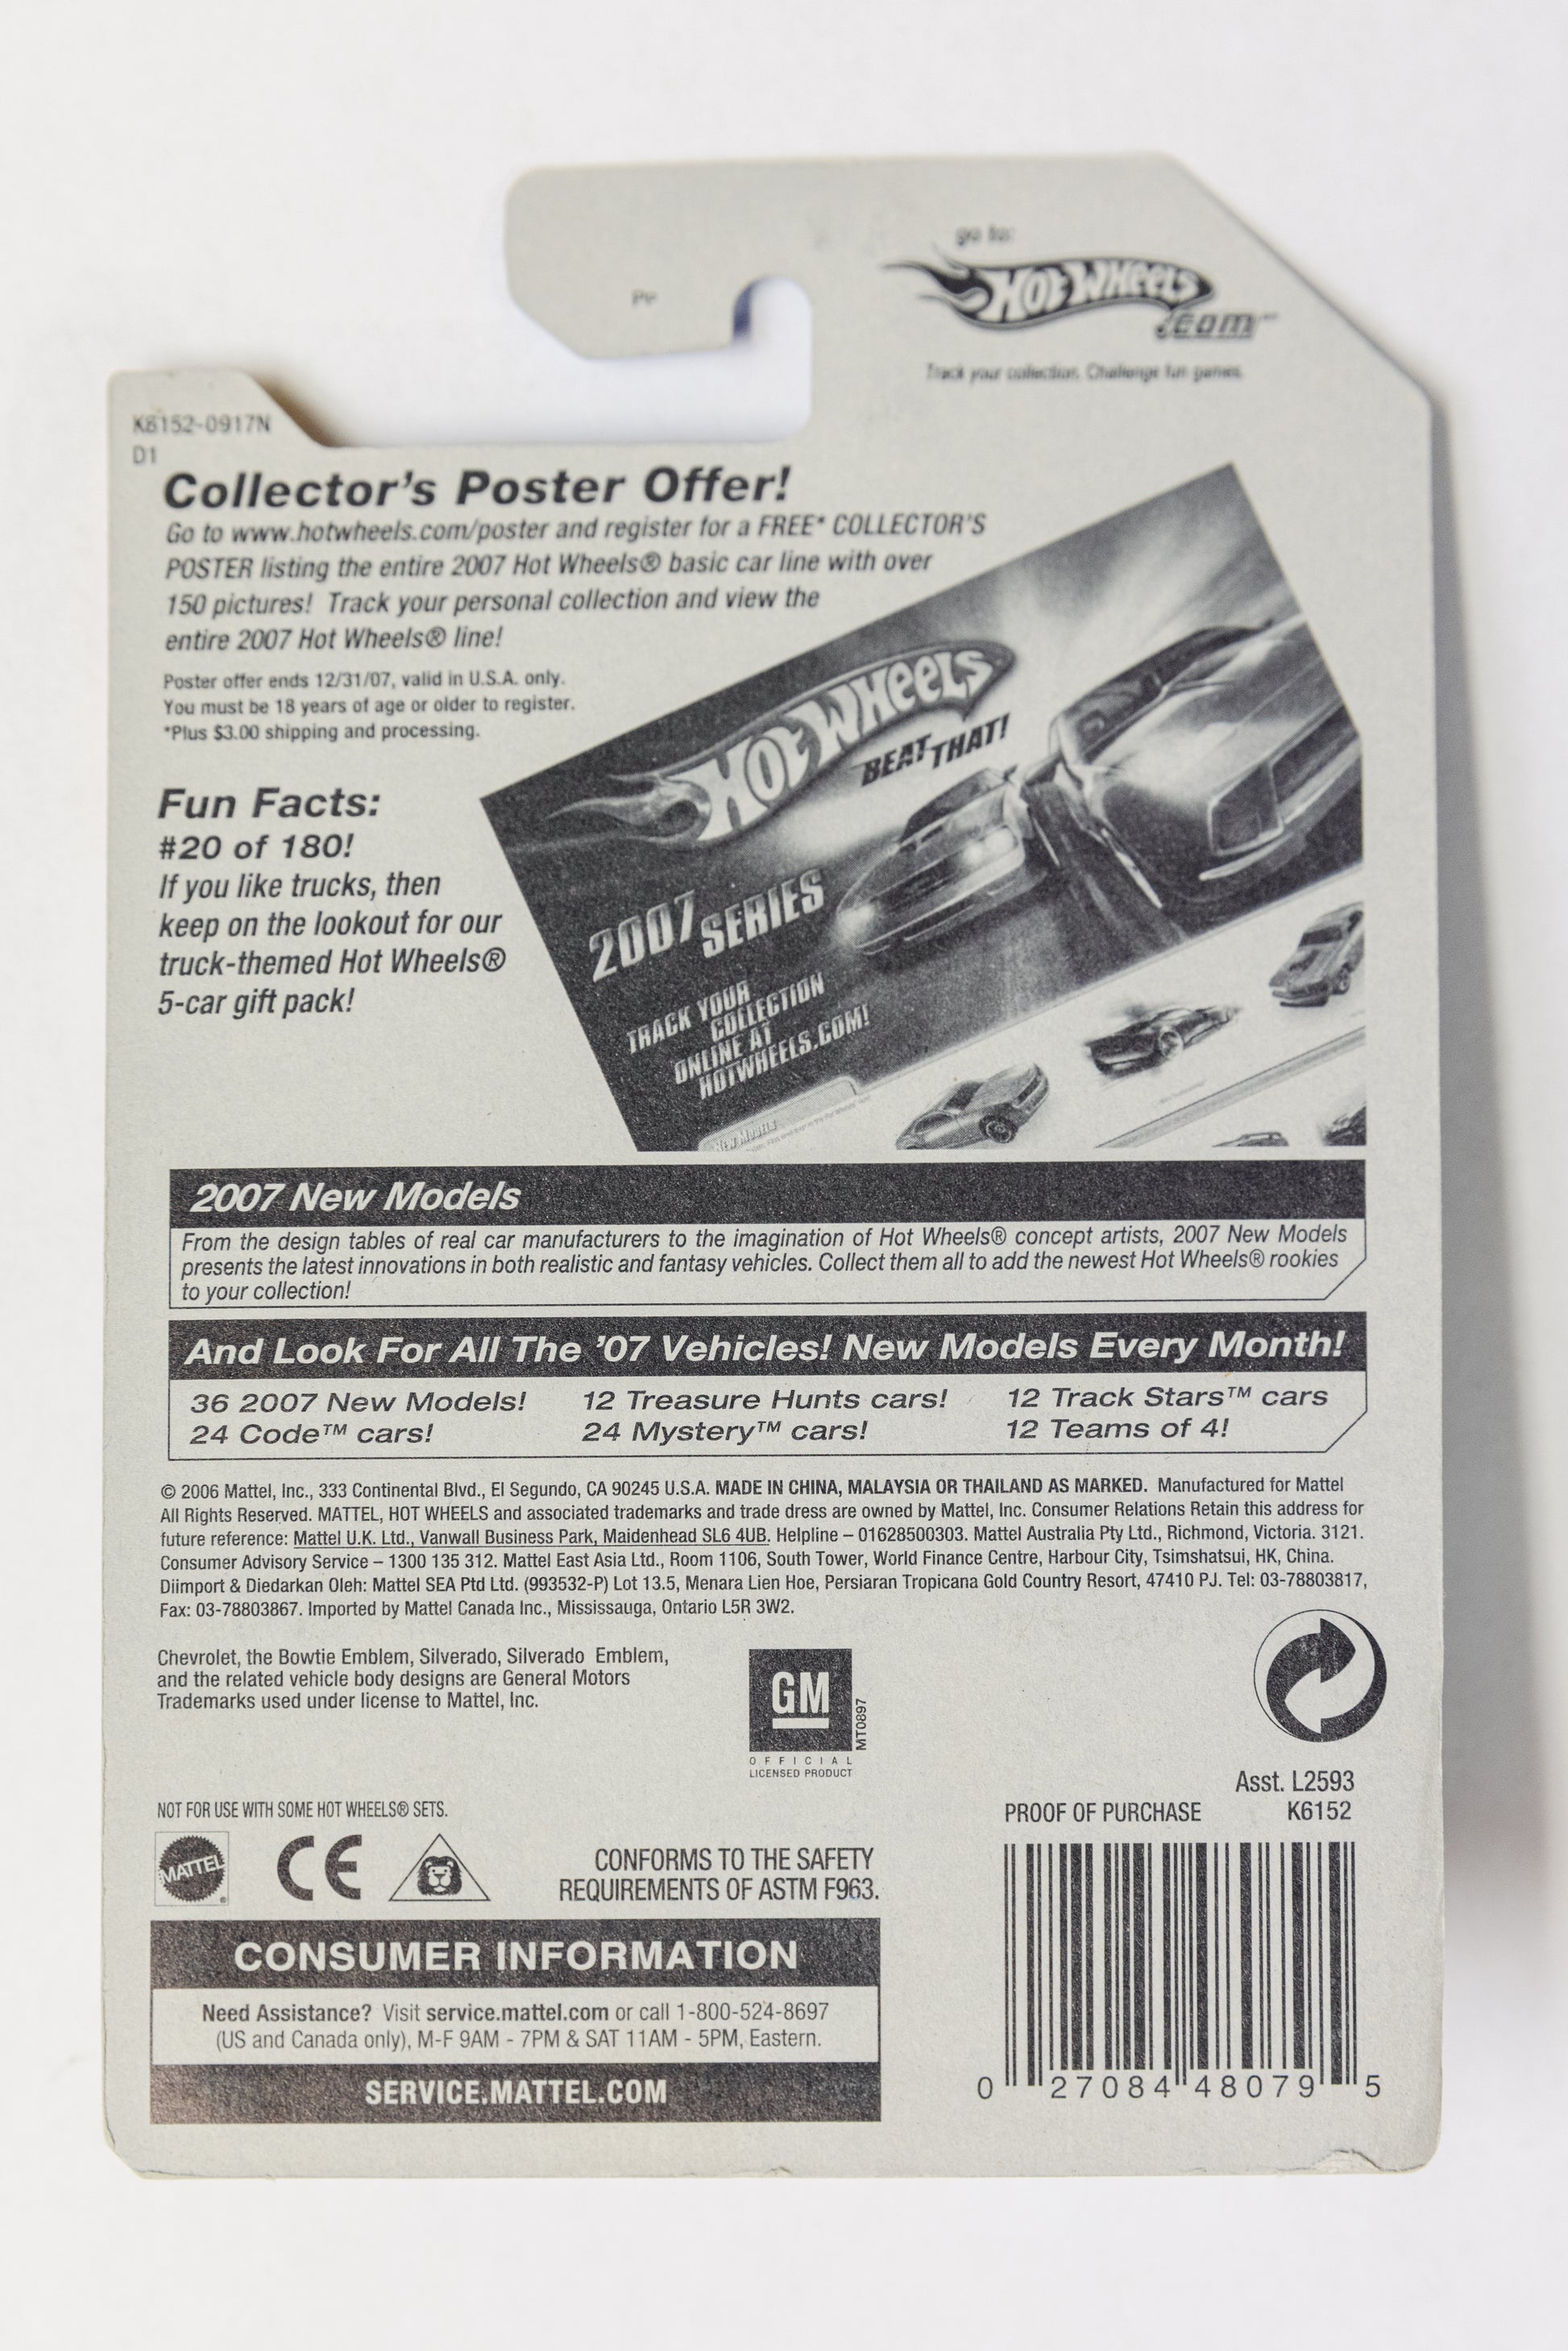 go to:
HOT WHEELS
.com™
Track your collection. Challenge fun games.
K6152-0917N
D1
Collector's Poster Offer!
Go to www.hotwheels.com/poster and register for a FREE* COLLECTOR'S
POSTER listing the entire 2007 Hot Wheels® basic car line with over
150 pictures! Track your personal collection and view the
entire 2007 Hot Wheels® line!
Poster offer ends 12/31/07, valid in U.S.A. only.
You must be 18 years of age or older to register.
*Plus $3.00 shipping and processing.
HOT WHEELS
BEAT THAT!
2007 SERIES
TRACK YOUR
COLLECTION
ONLINE AT
HOTWHEELS.COM!
NEW MODELS
Fun Facts:
#20 of 180!
If you like trucks, then
keep on the lookout for our
truck-themed Hot Wheels®
5-car gift pack!
2007 New Models
From the design tables of real car manufacturers to the imagination of Hot Wheels® concept artists, 2007 New Models
presents the latest innovations in both realistic and fantasy vehicles. Collect them all to add the newest Hot Wheels® rookies
to your collection!
And Look For All The '07 Vehicles! New Models Every Month!
36 2007 New Models! 12 Treasure Hunts cars! 12 Track Stars™ cars
24 Code™ cars! 24 Mystery™ cars! 12 Teams of 4!
© 2006 Mattel, Inc., 333 Continental Blvd., El Segundo, CA 90245 U.S.A. MADE IN CHINA, MALAYSIA OR THAILAND AS MARKED. Manufactured for Mattel
All Rights Reserved. MATTEL, HOT WHEELS and associated trademarks and trade dress are owned by Mattel, Inc. Consumer Relations Retain this address for
future reference: Mattel U.K. Ltd., Vanwall Business Park, Maidenhead SL6 4UB. Helpline – 01628500303. Mattel Australia Pty Ltd., Richmond, Victoria. 3121.
Consumer Advisory Service – 1300 135 312. Mattel East Asia Ltd., Room 1106, South Tower, World Finance Centre, Harbour City, Tsimshatsui, HK, China.
Diimport & Diedarkan Oleh: Mattel SEA Ptd Ltd. (993532-P) Lot 13.5, Menara Lien Hoe, Persiaran Tropicana Gold Country Resort, 47410 PJ. Tel: 03-78803817,
Fax: 03-78803867. Imported by Mattel Canada Inc., Mississauga, Ontario L5R 3W2.
Chevrolet, the Bowtie Emblem, Silverado, Silverado Emblem,
and the related vehicle body designs are General Motors
Trademarks used under license to Mattel, Inc.
GM
MT0897
OFFICIAL
LICENSED PRODUCT
Asst. L2593
PROOF OF PURCHASE K6152
NOT FOR USE WITH SOME HOT WHEELS® SETS.
MATTEL ®
CE
CONFORMS TO THE SAFETY
REQUIREMENTS OF ASTM F963.
CONSUMER INFORMATION
Need Assistance? Visit service.mattel.com or call 1-800-524-8697
(US and Canada only), M-F 9AM - 7PM & SAT 11AM - 5PM, Eastern.
SERVICE.MATTEL.COM
0 27084 48079 5